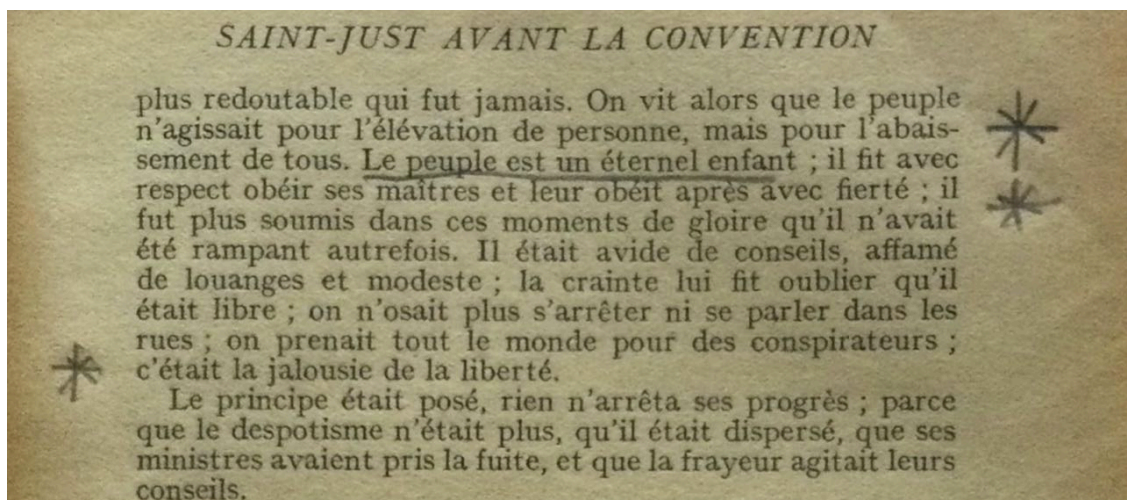 SAINT-JUST AVANT LA CONVENTION
plus redoutable qui fut jamais. On vit alors que le peuple
n'agissait pour l'élévation de personne, mais pour l'abais-
sement de tous. Le peuple est un éternel enfant ; il fit avec
respect obéir ses maîtres et leur obéit après avec fierté ; il
fut plus soumis dans ces moments de gloire qu'il n'avait
été rampant autrefois. Il était avide de conseils, affamé
de louanges et modeste ; la crainte lui fit oublier qu'il
était libre ; on n'osait plus s'arrêter ni se parler dans les
rues ; on prenait tout le monde pour des conspirateurs ;
c'était la jalousie de la liberté.
Le principe était posé, rien n'arrêta ses progrès ; parce
que le despotisme n'était plus, qu'il était dispersé, que ses
ministres avaient pris la fuite, et que la frayeur agitait leurs
conseils.